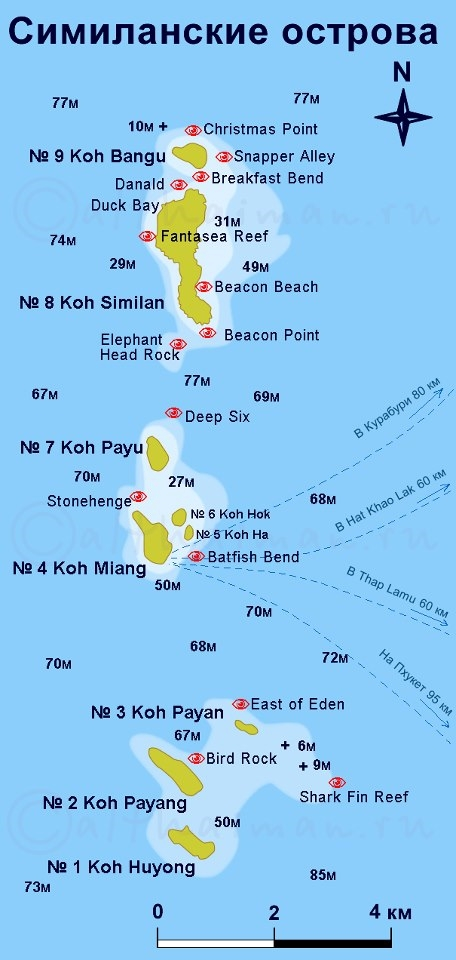 Симиланские острова
N
77м
77м
10м +
Christmas Point
№ 9 Koh Bangu
Snapper Alley
Breakfast Bend
Danald
Duck Bay
31м
74м
Fantasea Reef
29м
49м
Beacon Beach
№ 8 Koh Similan
Beacon Point
Elephant
Head Rock
77м
67м
69м
Deep Six
В Курабури 80 км
№ 7 Koh Payu
70м
27м
Stonehenge
68м
В Hat Khao Lak 60 км
№ 6 Koh Hok
№ 5 Koh Ha
Batfish Bend
№ 4 Koh Miang
50м
В Thap Lamu 60 км
70м
68м
72м
70м
На Пхукет 95 км
East of Eden
№ 3 Koh Payan
67м
+ 6м
Bird Rock
+ 9м
Shark Fin Reef
№ 2 Koh Payang
50м
№ 1 Koh Huyong
85м
73м
0
2
4 км